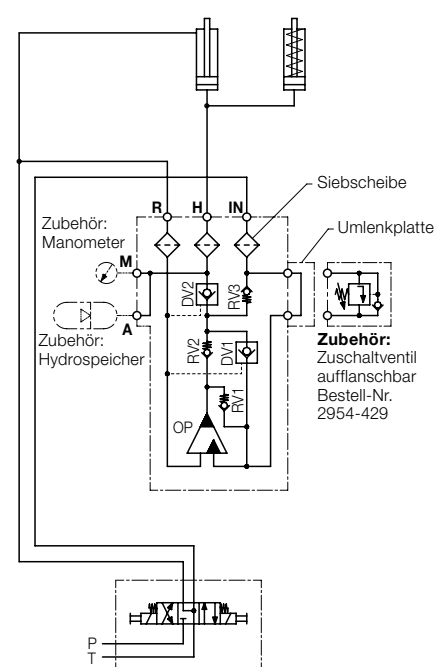 Siebscheibe
R H IN
Zubehör:
Manometer
Umlenkplatte
M
DV2
RV3
A
Zubehör:
Hydrospeicher
RV2
DV1
Zubehör:
Zuschaltventil
aufflanschbar
Bestell-Nr.
2954-429
RV1
OP
P
T